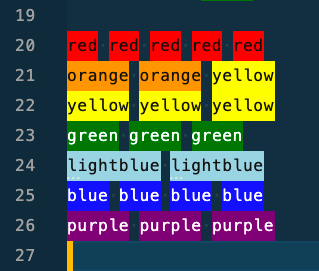 19
20 red red red red red
21 orange orange yellow
22 yellow yellow yellow
23 green green green
24 lightblue lightblue
25 blue blue blue blue
26 purple purple purple
27